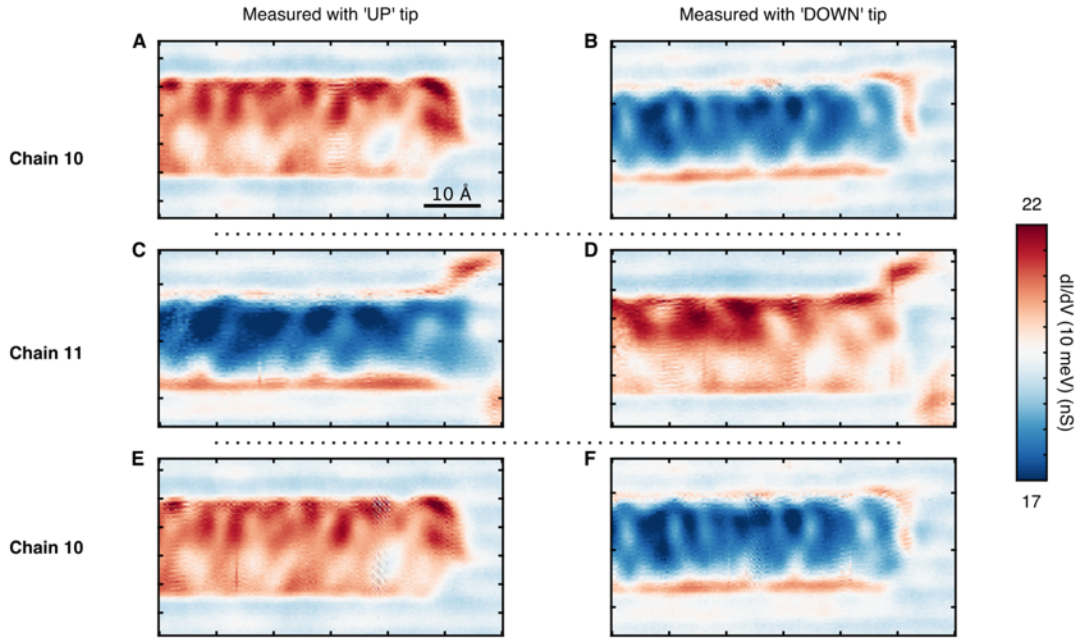 Measured with 'UP' tip
Measured with 'DOWN' tip
A
B
Chain 10
10 Å
C
D
Chain 11
22
dI/dV (10 meV) (nS)
17
E
F
Chain 10